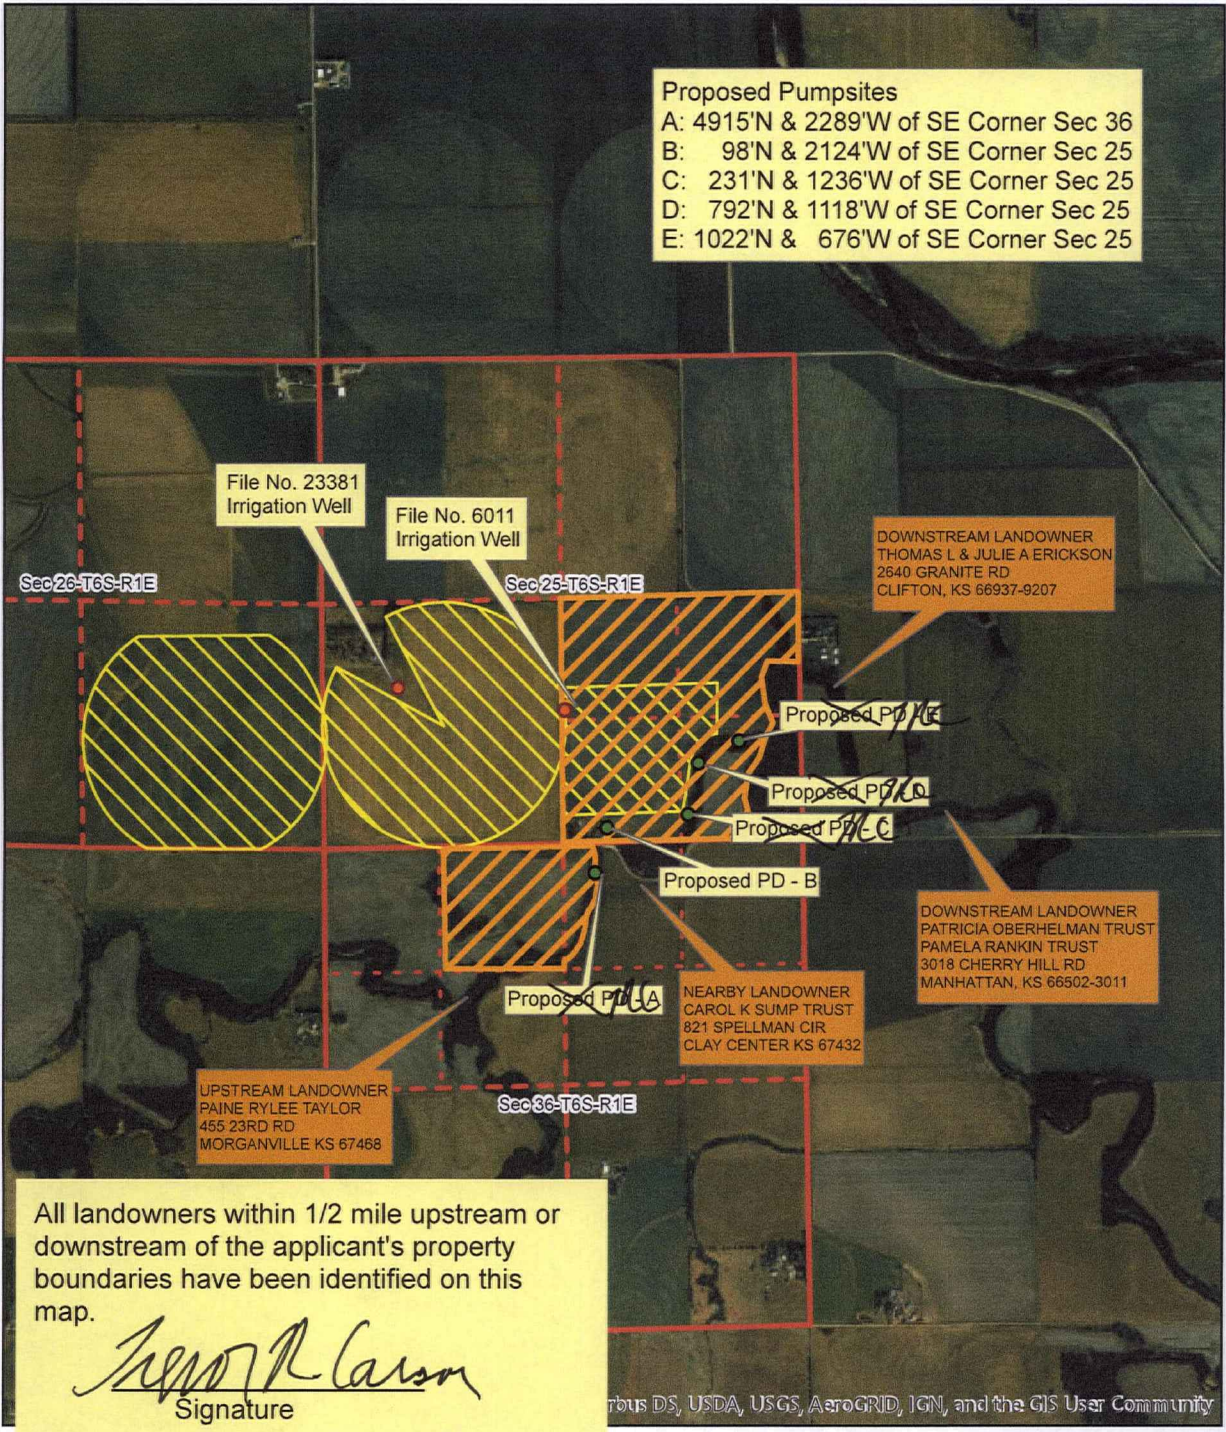 Proposed Pumpsites
A: 4915'N & 2289'W of SE Corner Sec 36
B: 98'N & 2124'W of SE Corner Sec 25
C: 231'N & 1236'W of SE Corner Sec 25
D: 792'N & 1118'W of SE Corner Sec 25
E: 1022'N & 676'W of SE Corner Sec 25
File No. 23381
Irrigation Well
File No. 6011
Irrigation Well
DOWNSTREAM LANDOWNER
THOMAS L & JULIE A ERICKSON
2640 GRANITE RD
CLIFTON, KS 66937-9207
Sec 26-T6S-R1E
Sec 25-T6S-R1E
Proposed PD - E
Proposed PD - D
Proposed PD - C
Proposed PD - B
DOWNSTREAM LANDOWNER
PATRICIA OBERHELMAN TRUST
PAMELA RANKIN TRUST
3018 CHERRY HILL RD
MANHATTAN, KS 66502-3011
Proposed PD - A
NEARBY LANDOWNER
CAROL K SUMP TRUST
821 SPELLMAN CIR
CLAY CENTER KS 67432
UPSTREAM LANDOWNER
PAINE RYLEE TAYLOR
455 23RD RD
MORGANVILLE KS 67468
Sec 36-T6S-R1E
All landowners within 1/2 mile upstream or
downstream of the applicant's property
boundaries have been identified on this
map.
Trevor R Carson
Signature
rbus DS, USDA, USGS, AeroGRID, IGN, and the GIS User Community